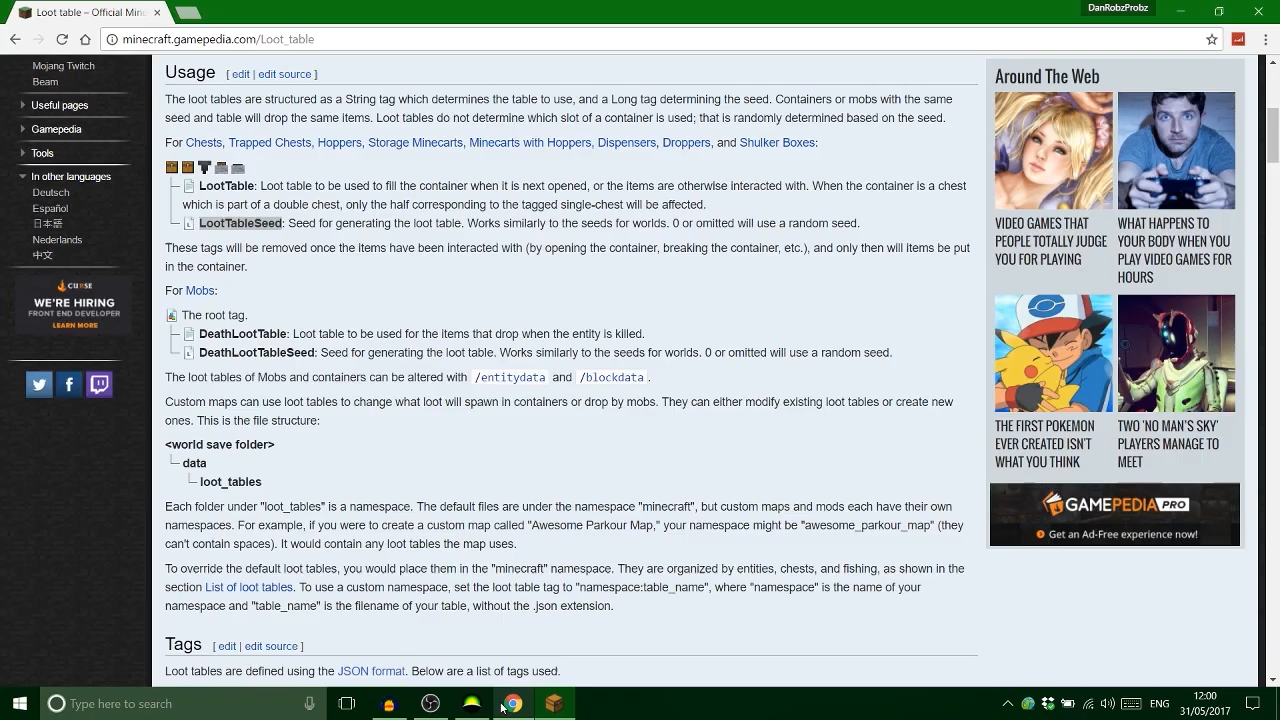 Loot table – Official Mine
DanRobzProbz
minecraft.gamepedia.com/Loot_table
Mojang Twitch
Beam
Useful pages
Gamepedia
Tools
In other languages
Deutsch
Español
日本語
Nederlands
中文
CURSE
WE'RE HIRING
FRONT END DEVELOPER
LEARN MORE
Usage [ edit | edit source ]
The loot tables are structured as a String tag which determines the table to use, and a Long tag determining the seed. Containers or mobs with the same
seed and table will drop the same items. Loot tables do not determine which slot of a container is used; that is randomly determined based on the seed.
For Chests, Trapped Chests, Hoppers, Storage Minecarts, Minecarts with Hoppers, Dispensers, Droppers, and Shulker Boxes:
LootTable: Loot table to be used to fill the container when it is next opened, or the items are otherwise interacted with. When the container is a chest
which is part of a double chest, only the half corresponding to the tagged single-chest will be affected.
LootTableSeed: Seed for generating the loot table. Works similarly to the seeds for worlds. 0 or omitted will use a random seed.
These tags will be removed once the items have been interacted with (by opening the container, breaking the container, etc.), and only then will items be put
in the container.
For Mobs:
The root tag.
DeathLootTable: Loot table to be used for the items that drop when the entity is killed.
DeathLootTableSeed: Seed for generating the loot table. Works similarly to the seeds for worlds. 0 or omitted will use a random seed.
The loot tables of Mobs and containers can be altered with /entitydata and /blockdata.
Custom maps can use loot tables to change what loot will spawn in containers or drop by mobs. They can either modify existing loot tables or create new
ones. This is the file structure:
<world save folder>
data
loot_tables
Each folder under "loot_tables" is a namespace. The default files are under the namespace "minecraft", but custom maps and mods each have their own
namespaces. For example, if you were to create a custom map called "Awesome Parkour Map," your namespace might be "awesome_parkour_map" (they
can't contain spaces). It would contain any loot tables the map uses.
To override the default loot tables, you would place them in the "minecraft" namespace. They are organized by entities, chests, and fishing, as shown in the
section List of loot tables. To use a custom namespace, set the loot table tag to "namespace:table_name", where "namespace" is the name of your
namespace and "table_name" is the filename of your table, without the .json extension.
Tags [ edit | edit source ]
Loot tables are defined using the JSON format. Below are a list of tags used.
Around The Web
VIDEO GAMES THAT
PEOPLE TOTALLY JUDGE
YOU FOR PLAYING
WHAT HAPPENS TO
YOUR BODY WHEN YOU
PLAY VIDEO GAMES FOR
HOURS
THE FIRST POKEMON
EVER CREATED ISN'T
WHAT YOU THINK
TWO 'NO MAN'S SKY'
PLAYERS MANAGE TO
MEET
GAMEPEDIA PRO
Get an Ad-Free experience now!
Type here to search
ENG
12:00
31/05/2017